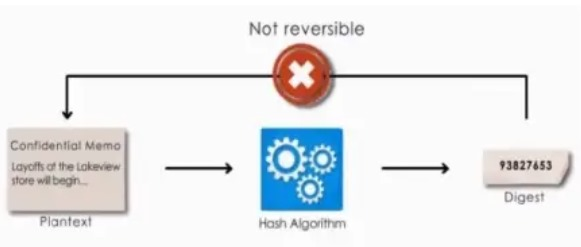 Not reversible
Confidential Memo
Layoffs at the Lakeview
store will begin...
Plantext
Hash Algorithm
93827653
Digest